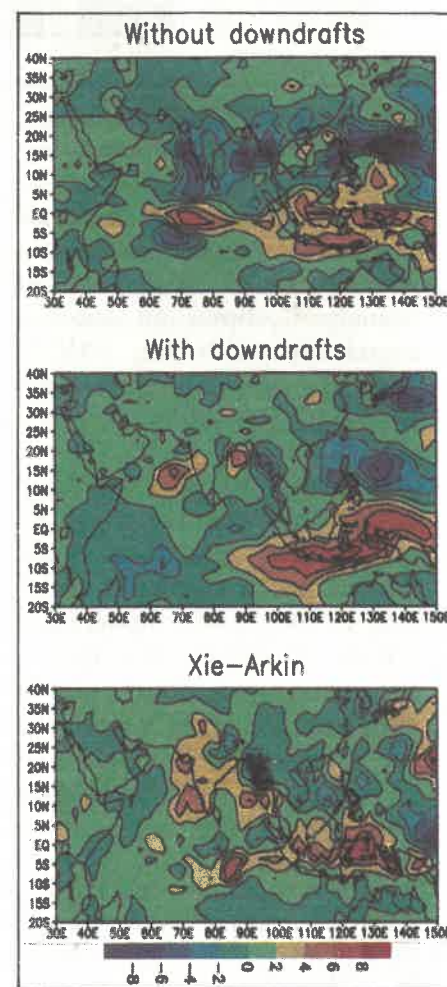 Without downdrafts
40N
35N
30N
25N
20N
15N
10N
5N
EQ
5S
10S
15S
20S
30E 40E 50E 60E 70E 80E 90E 100E 110E 120E 130E 140E 150E
With downdrafts
40N
35N
30N
25N
20N
15N
10N
5N
EQ
5S
10S
15S
20S
30E 40E 50E 60E 70E 80E 90E 100E 110E 120E 130E 140E 150E
Xie-Arkin
40N
35N
30N
25N
20N
15N
10N
5N
EQ
5S
10S
15S
20S
30E 40E 50E 60E 70E 80E 90E 100E 110E 120E 130E 140E 150E
-8 -6 -4 -2 0 2 4 6 8